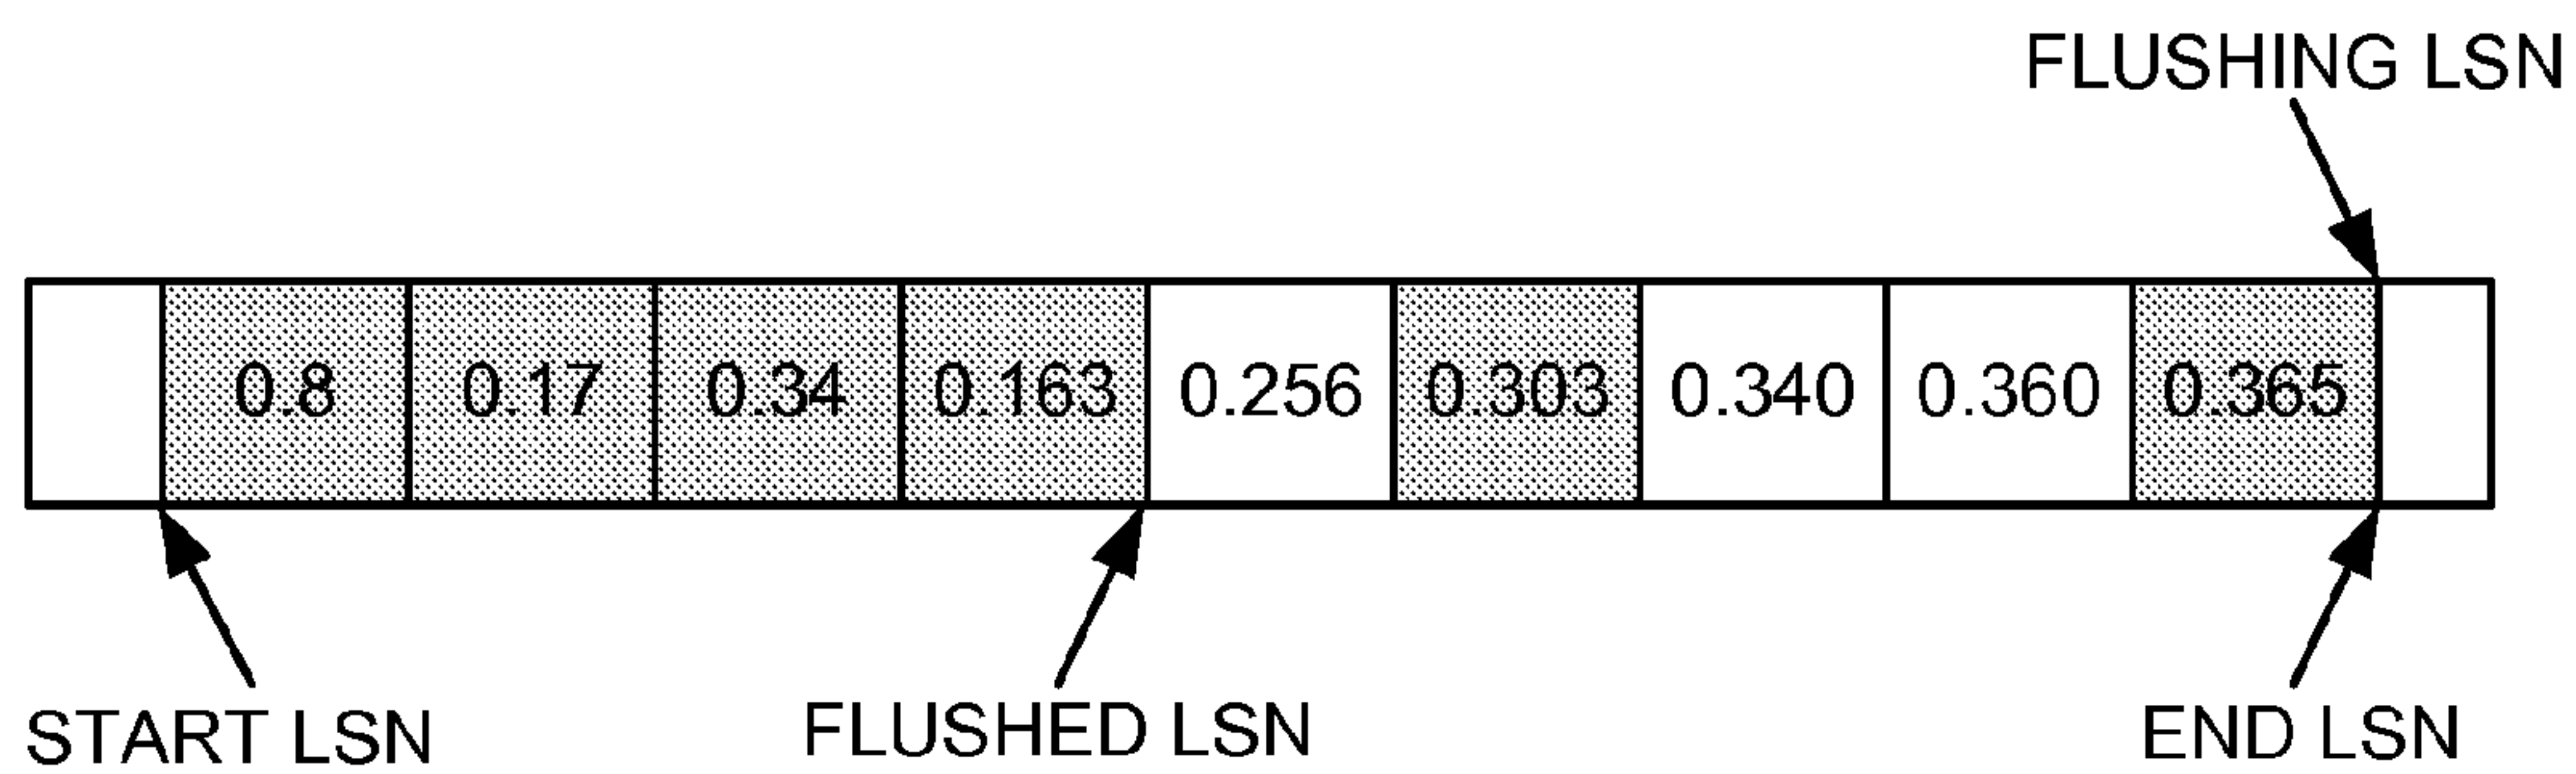 FLUSHING LSN
0.8 0.17 0.34 0.163 0.256 0.303 0.340 0.360 0.365
START LSN FLUSHED LSN END LSN